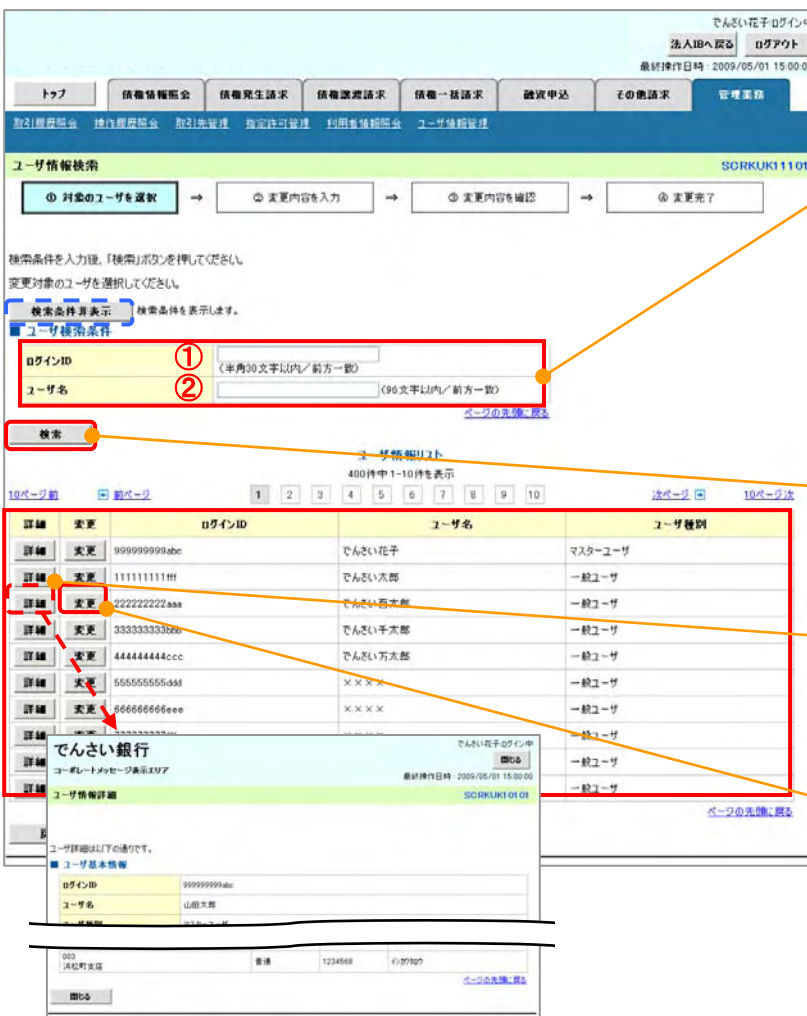 でんさい花子 ログイン中
法人IBへ戻る ログアウト
最終操作日時：2009/05/01 15:00:0
トップ 債権情報照会 債権発生請求 債権譲渡請求 債権一括請求 融資申込 その他請求 管理業務
取引履歴照会 操作履歴照会 取引先管理 指定許可管理 利用者情報照会 ユーザ情報管理
ユーザ情報検索 SCRKUK11101
① 対象のユーザを選択 → ② 変更内容を入力 → ③ 変更内容を確認 → ④ 変更完了
検索条件を入力後、「検索」ボタンを押してください。
変更対象のユーザを選択してください。
検索条件非表示 検索条件を表示します。
■ ユーザ検索条件
ログインID ①
(半角30文字以内／前方一致)
ユーザ名 ② (96文字以内／前方一致)
ページの先頭に戻る
検索
ユーザ情報リスト
400件中 1-10件を表示
10ページ前 前ページ 1 2 3 4 5 6 7 8 9 10 次ページ 10ページ次
詳細 変更 ログインID ユーザ名 ユーザ種別
詳細 変更 999999999abc でんさい花子 マスターユーザ
詳細 変更 111111111fff でんさい太郎 一般ユーザ
詳細 変更 222222222aaa でんさい百太郎 一般ユーザ
詳細 変更 333333333bbb でんさい千太郎 一般ユーザ
詳細 変更 444444444ccc でんさい万太郎 一般ユーザ
詳細 変更 555555555ddd ×××× 一般ユーザ
詳細 変更 666666666eee ×××× 一般ユーザ
詳細 一般ユーザ
詳細 一般ユーザ
詳細 一般ユーザ
ページの先頭に戻る
でんさい銀行 でんさい花子 ログイン中
閉じる
コーポレートメッセージ表示エリア 最終操作日時：2009/05/01 15:00:00
ユーザ情報詳細 SCRKUK10101
ユーザ詳細は以下の通りです。
■ ユーザ基本情報
ログインID 999999999abc
ユーザ名 山田太郎
003
浜松町支店 普通 1234568
ページの先頭に戻る
閉じる